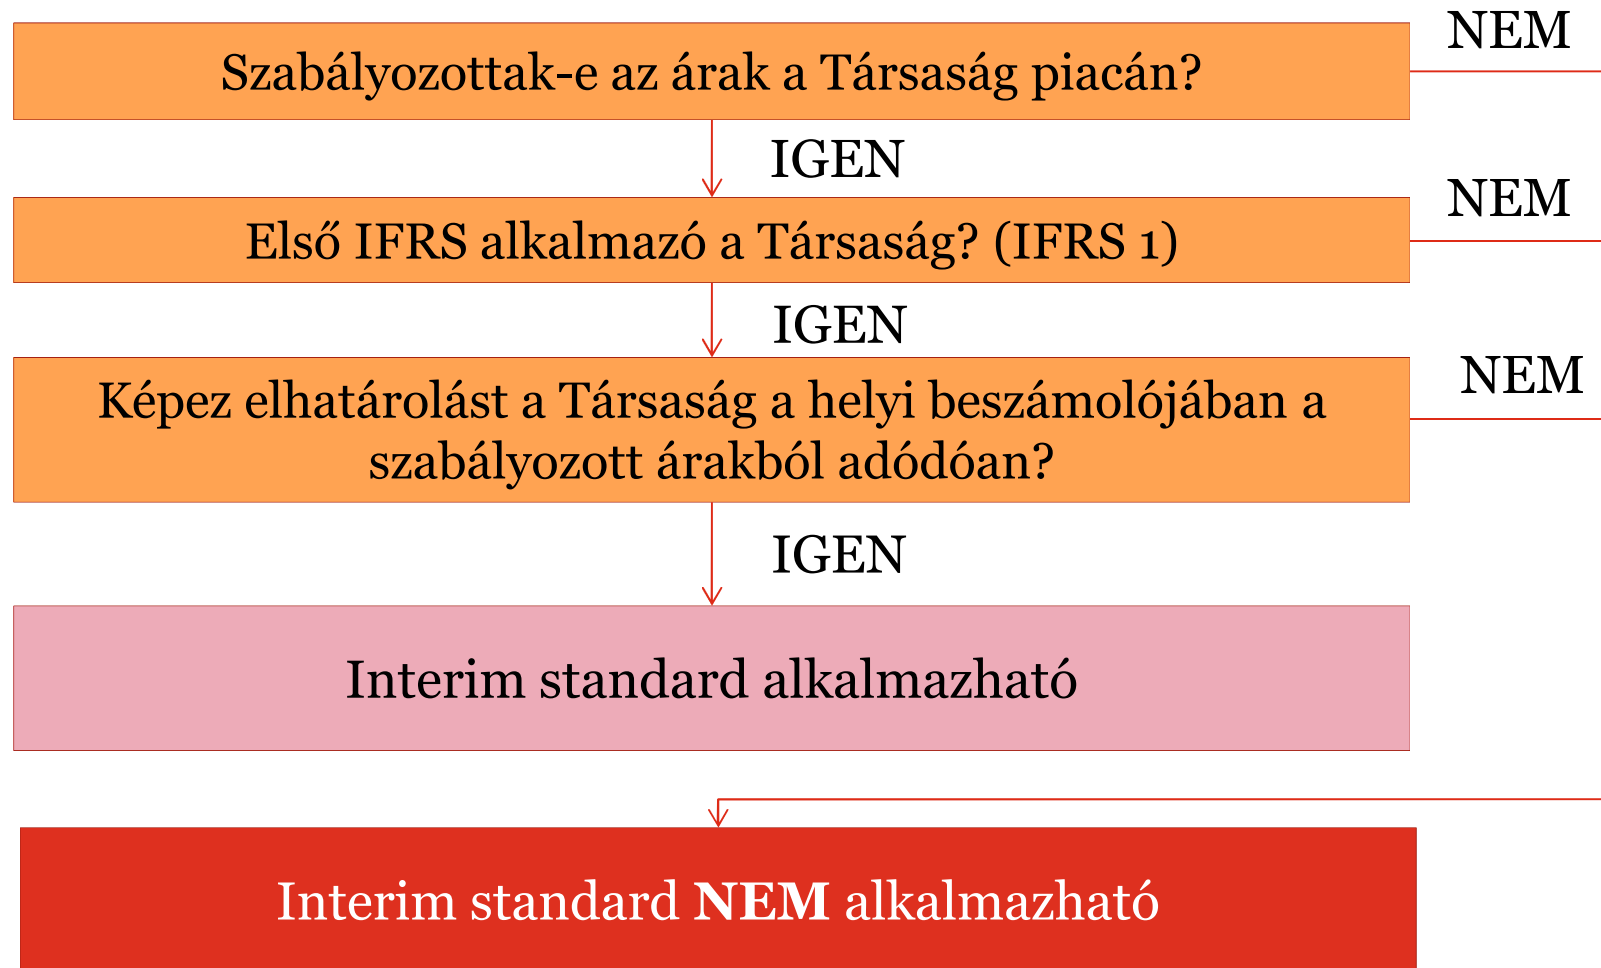 NEM
Szabályozottak-e az árak a Társaság piacán?
IGEN
NEM
Első IFRS alkalmazó a Társaság? (IFRS 1)
IGEN
NEM
Képez elhatárolást a Társaság a helyi beszámolójában a
szabályozott árakból adódóan?
IGEN
Interim standard alkalmazható
Interim standard NEM alkalmazható